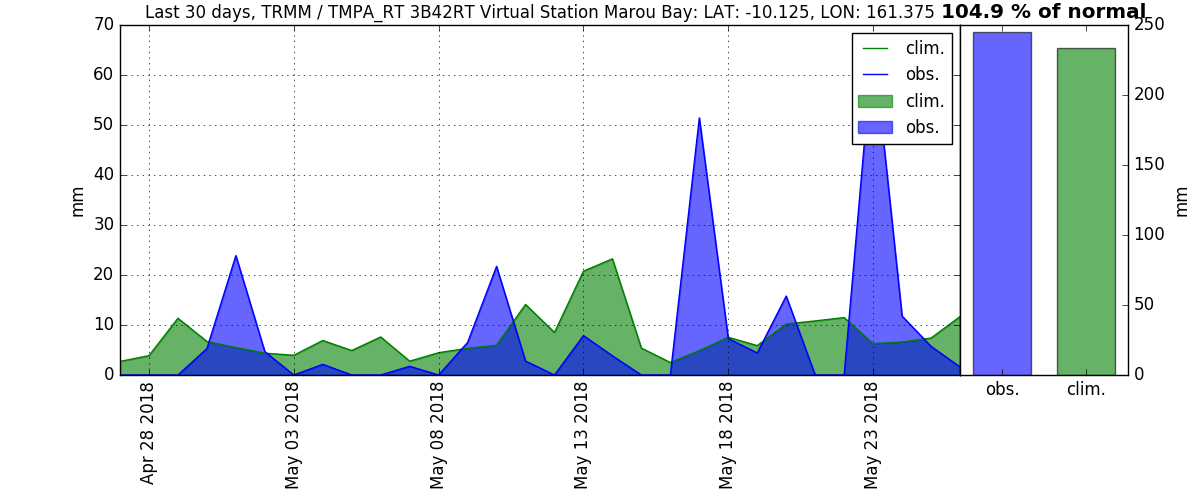 Last 30 days, TRMM / TMPA_RT 3B42RT Virtual Station Marou Bay: LAT: -10.125, LON: 161.375 104.9 % of normal
70
60
50
40
30
20
10
0
mm
clim.
obs.
clim.
obs.
Apr 28 2018
May 03 2018
May 08 2018
May 13 2018
May 18 2018
May 23 2018
250
200
150
100
50
0
mm
obs.
clim.